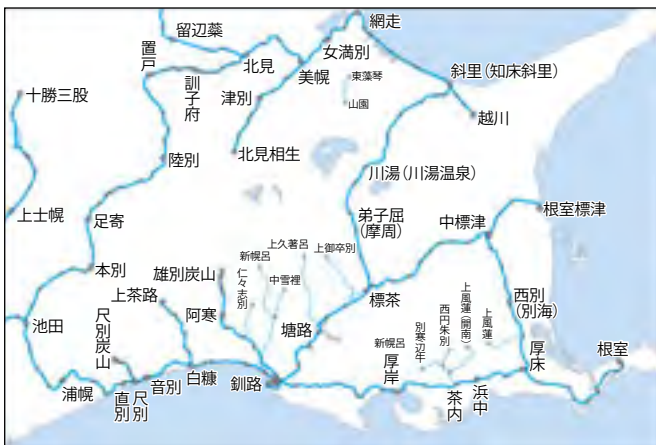 網走
留辺蘂
女満別
置戸
北見
美幌
東藻琴
斜里(知床斜里)
十勝三股
訓子府
津別
山園
越川
北見相生
陸別
川湯(川湯温泉)
上士幌
足寄
弟子屈
(摩周)
中標津
根室標津
上久著呂
上御卒別
新幌呂
本別
雄別炭山
仁々志別
中雪裡
標茶
上茶路
阿寒
西別
(別海)
上風蓮
上風蓮(開南)
西円朱別
別寒辺牛
新幌呂
池田
尺別炭山
塘路
厚床
根室
浦幌
直別
尺別
音別
白糠
釧路
厚岸
茶内
浜中